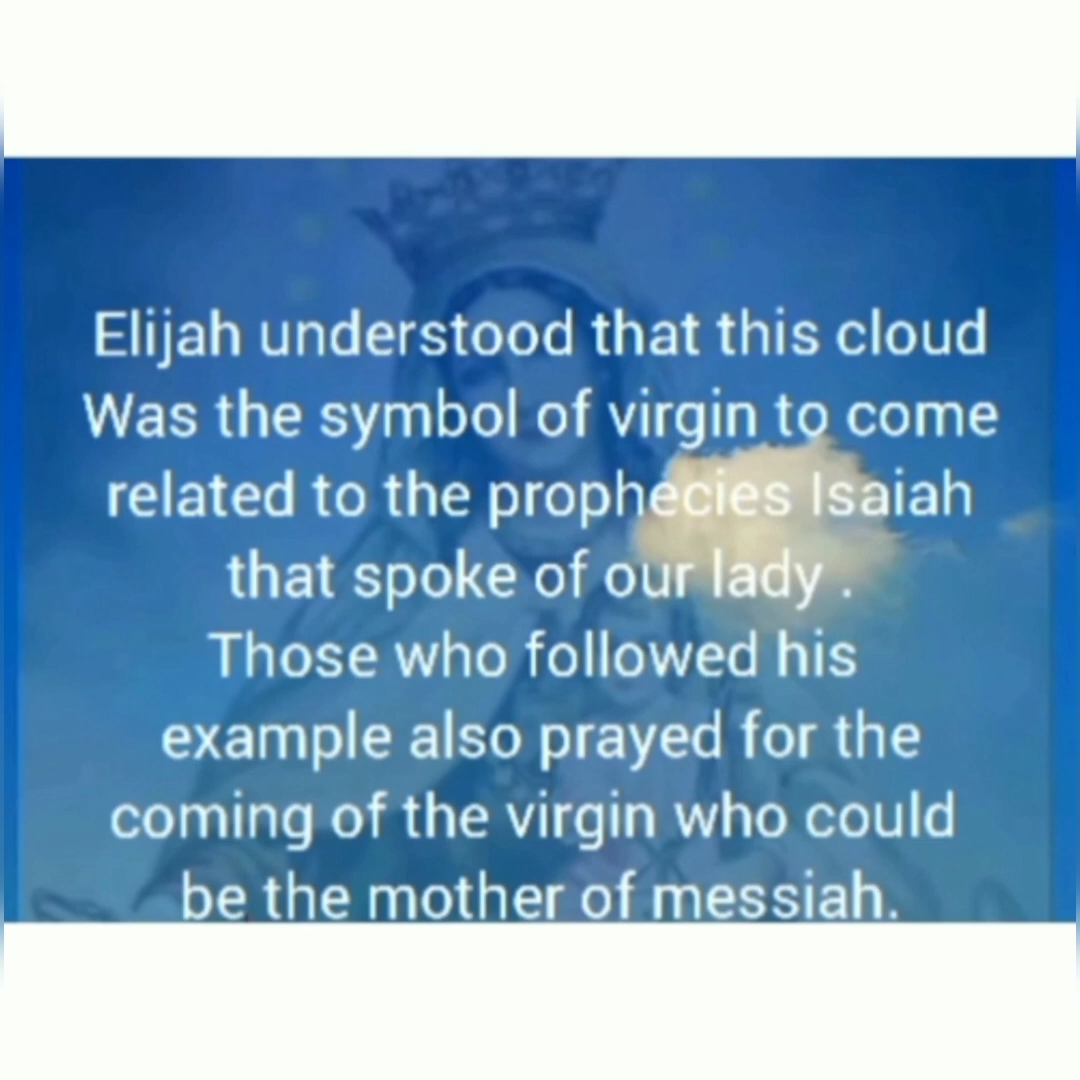 Elijah understood that this cloud
Was the symbol of virgin to come
related to the prophecies Isaiah
that spoke of our lady .
Those who followed his
example also prayed for the
coming of the virgin who could
be the mother of messiah.